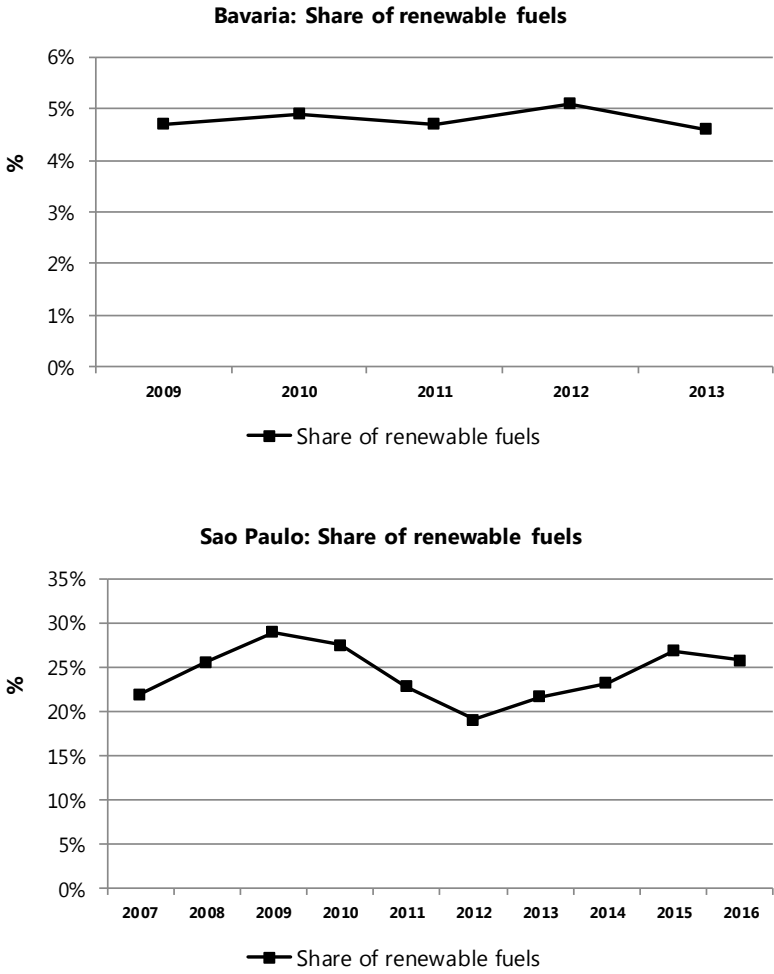 Bavaria: Share of renewable fuels
6%
5%
4%
3%
2%
1%
0%
%
2009 2010 2011 2012 2013
Share of renewable fuels
Sao Paulo: Share of renewable fuels
35%
30%
25%
20%
15%
10%
5%
0%
%
2007 2008 2009 2010 2011 2012 2013 2014 2015 2016
Share of renewable fuels